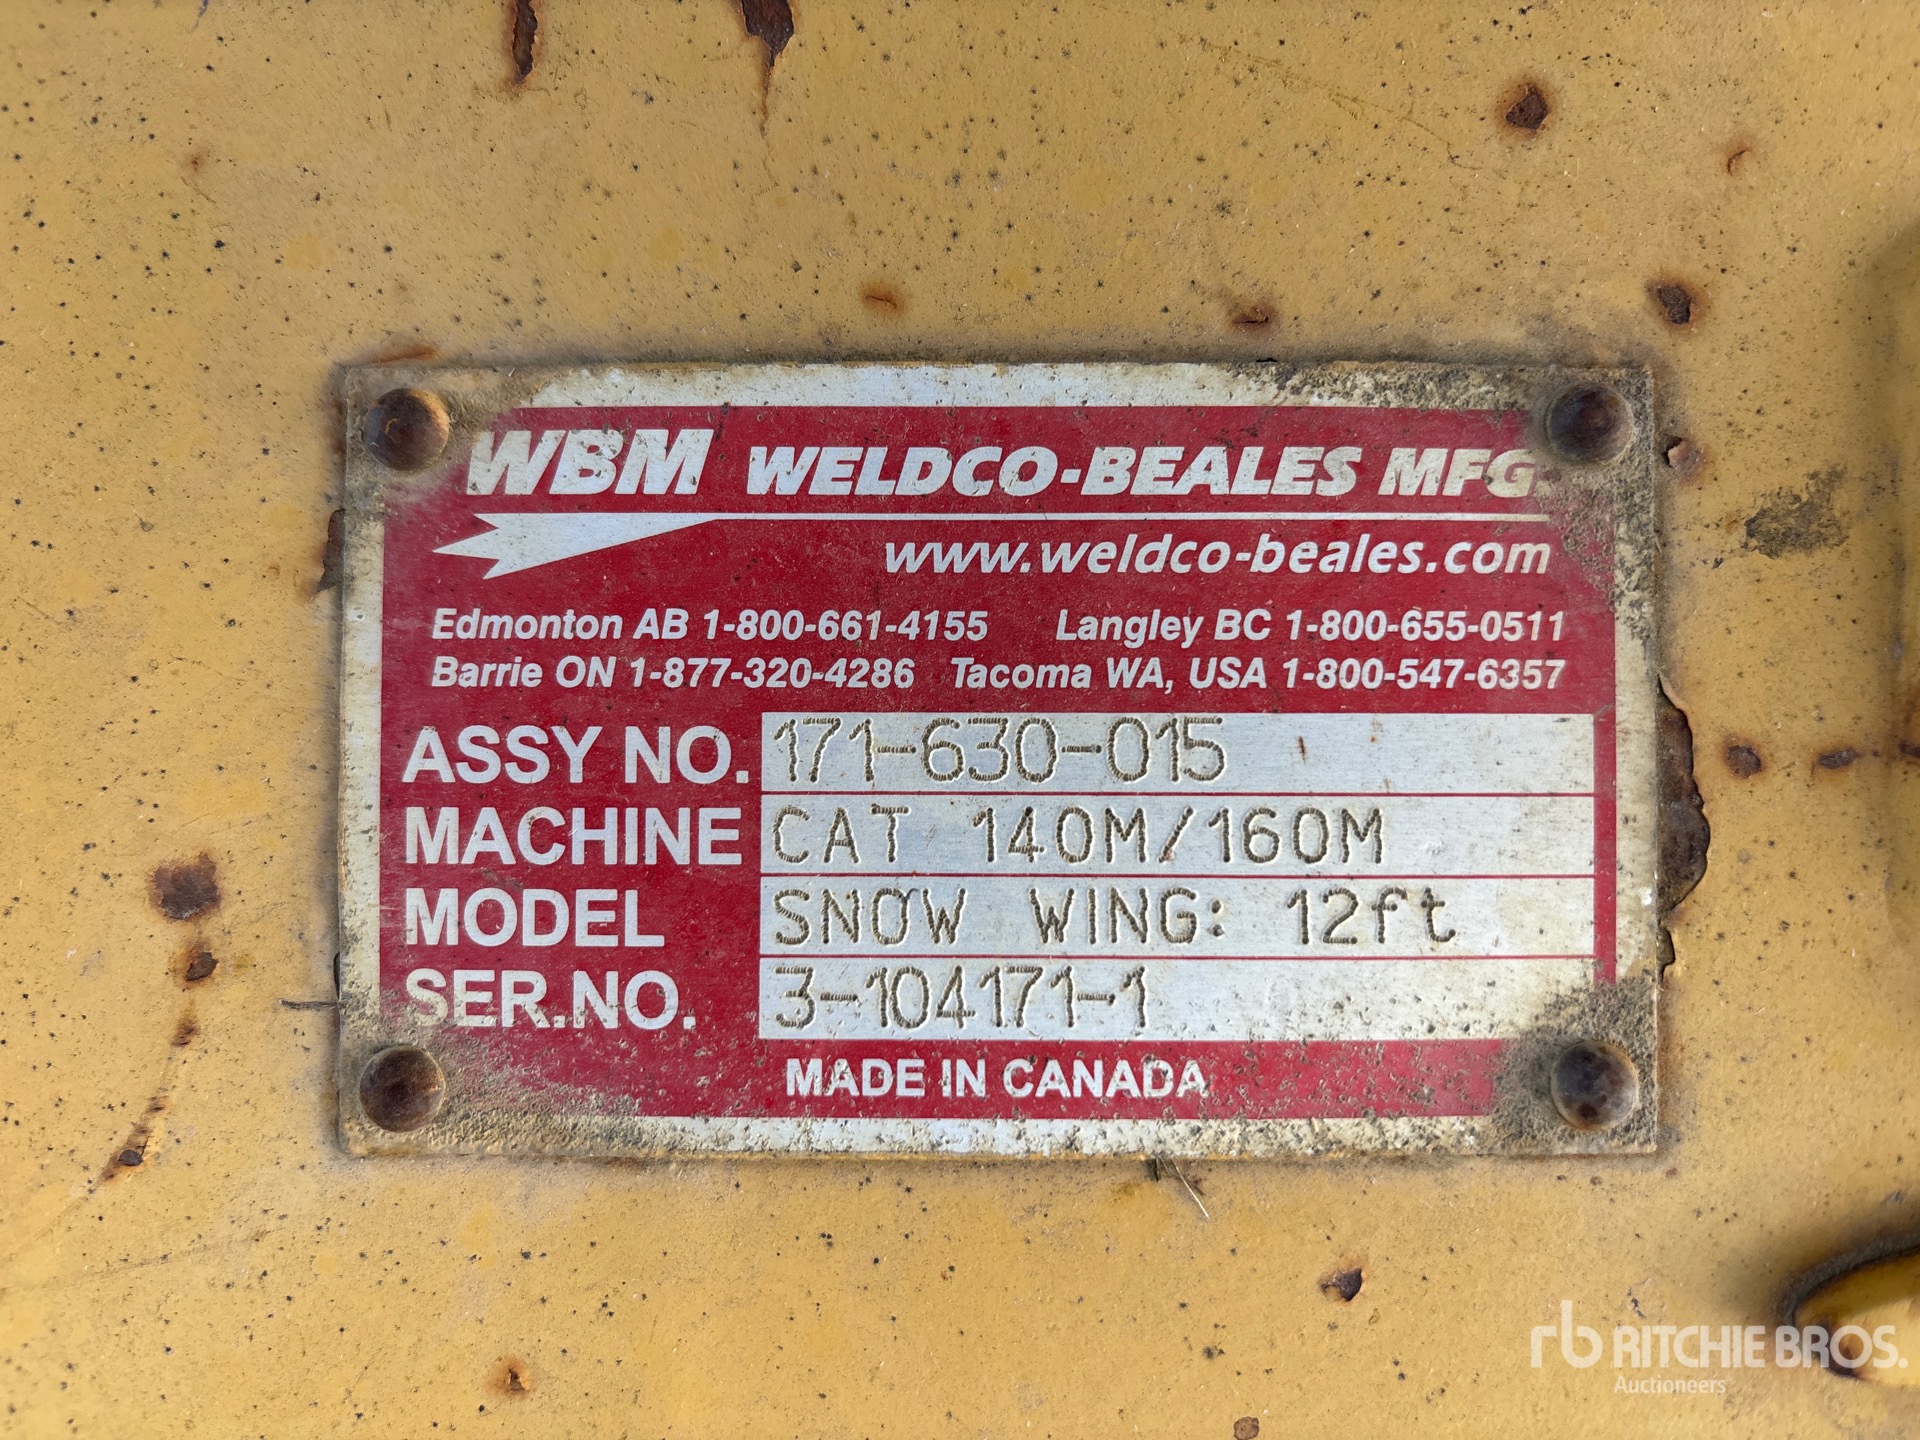 WBM WELDCO-BEALES MFG.
www.weldco-beales.com
Edmonton AB 1-800-661-4155 Langley BC 1-800-655-0511
Barrie ON 1-877-320-4286 Tacoma WA, USA 1-800-547-6357
ASSY NO. 171-630-015
MACHINE CAT 140M/160M
MODEL SNOW WING: 12ft
SER.NO. 3-104171-1
MADE IN CANADA
rb RITCHIE BROS.
Auctioneers